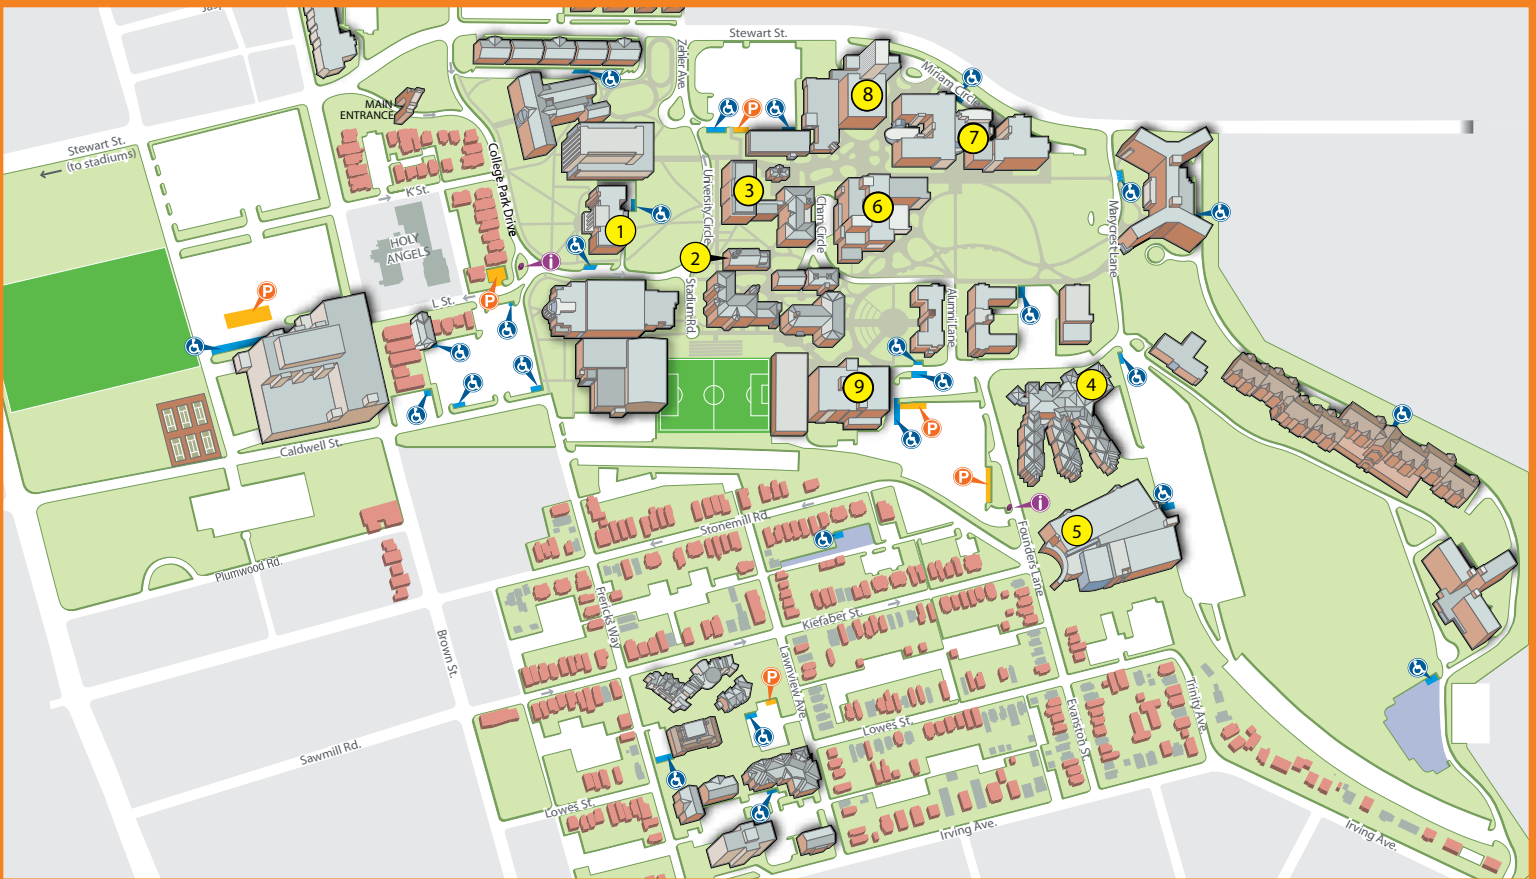 Stewart St.
Zehler Ave.
Miriam Circle
MAIN
ENTRANCE
Stewart St.
(to stadiums)
P
8
7
College Park Drive
K St.
University Circle
3
Cham Circle
6
Marycrest Lane
1
HOLY
ANGELS
2
i
P
P
L St.
Stadium Rd.
Alumni Lane
9
4
P
Caldwell St.
P
i
5
Stonemill Rd.
Founders Lane
Plumwood Rd.
Frericks Way
Kiefaber St.
Brown St.
Lawnview Ave.
P
Trinity Ave.
Evanston St.
Lowes St.
Sawmill Rd.
Lowes St.
Irving Ave.
Irving Ave.